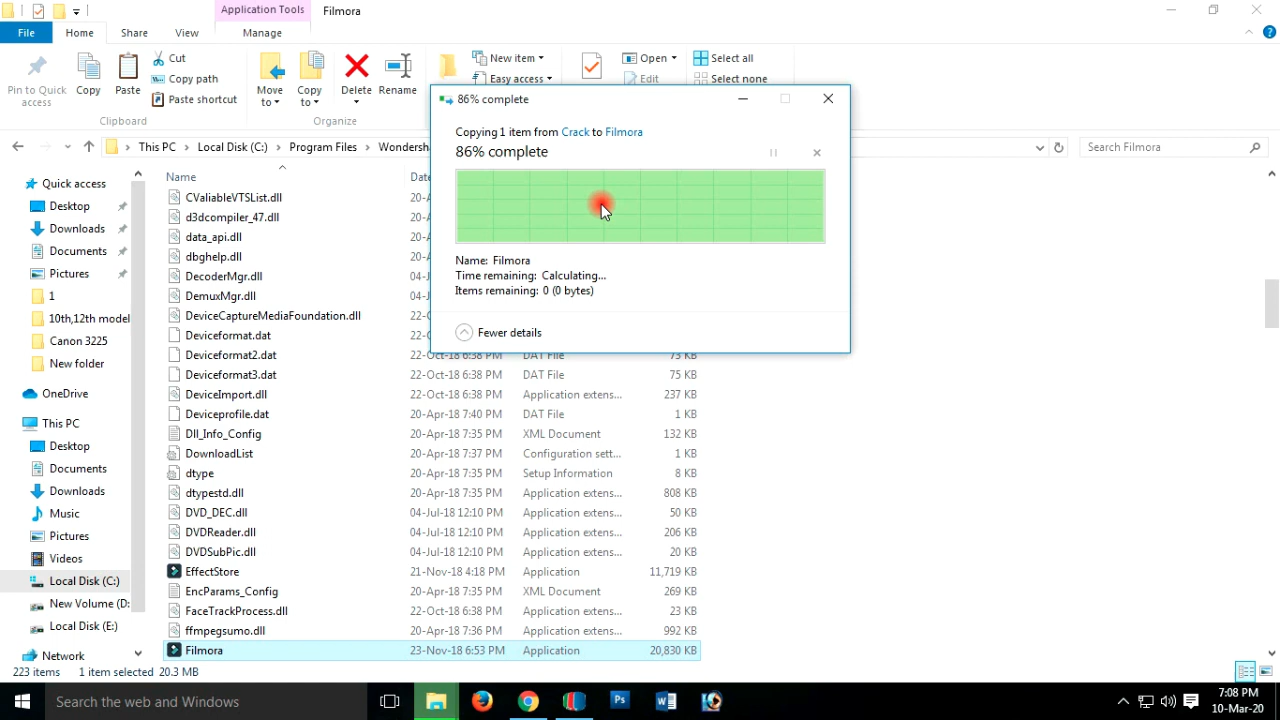 Application Tools
Filmora
File
Home
Share
View
Manage
Pin to Quick access
Copy
Paste
Cut
Copy path
Paste shortcut
Clipboard
Move to
Copy to
Delete
Rename
Organize
New item
Easy access
Open
Edit
Select all
Select none
This PC
Local Disk (C:)
Program Files
Search Filmora
86% complete
Copying 1 item from Crack to Filmora
86% complete
Name: Filmora
Time remaining: Calculating...
Items remaining: 0 (0 bytes)
Fewer details
Quick access
Desktop
Downloads
Documents
Pictures
1
10th,12th model
Canon 3225
New folder
OneDrive
This PC
Desktop
Documents
Downloads
Music
Pictures
Videos
Local Disk (C:)
New Volume (D:
Local Disk (E:)
Network
Name
CValiableVTSList.dll
d3dcompiler_47.dll
data_api.dll
dbghelp.dll
DecoderMgr.dll
DemuxMgr.dll
DeviceCaptureMediaFoundation.dll
Deviceformat.dat
Deviceformat2.dat 22-Oct-18 6:38 PM DAT File 73 KB
Deviceformat3.dat 22-Oct-18 6:38 PM DAT File 75 KB
DeviceImport.dll 22-Oct-18 6:38 PM Application extens... 237 KB
Deviceprofile.dat 20-Apr-18 7:40 PM DAT File 1 KB
Dll_Info_Config 20-Apr-18 7:35 PM XML Document 132 KB
DownloadList 20-Apr-18 7:37 PM Configuration sett... 1 KB
dtype 20-Apr-18 7:35 PM Setup Information 8 KB
dtypestd.dll 20-Apr-18 7:35 PM Application extens... 808 KB
DVD_DEC.dll 04-Jul-18 12:10 PM Application extens... 50 KB
DVDReader.dll 04-Jul-18 12:10 PM Application extens... 206 KB
DVDSubPic.dll 04-Jul-18 12:10 PM Application extens... 20 KB
EffectStore 21-Nov-18 4:18 PM Application 11,719 KB
EncParams_Config 20-Apr-18 7:35 PM XML Document 269 KB
FaceTrackProcess.dll 22-Oct-18 6:38 PM Application extens... 23 KB
ffmpegsumo.dll 20-Apr-18 7:36 PM Application extens... 992 KB
Filmora 23-Nov-18 6:53 PM Application 20,830 KB
223 items 1 item selected 20.3 MB
Search the web and Windows
7:08 PM
10-Mar-20